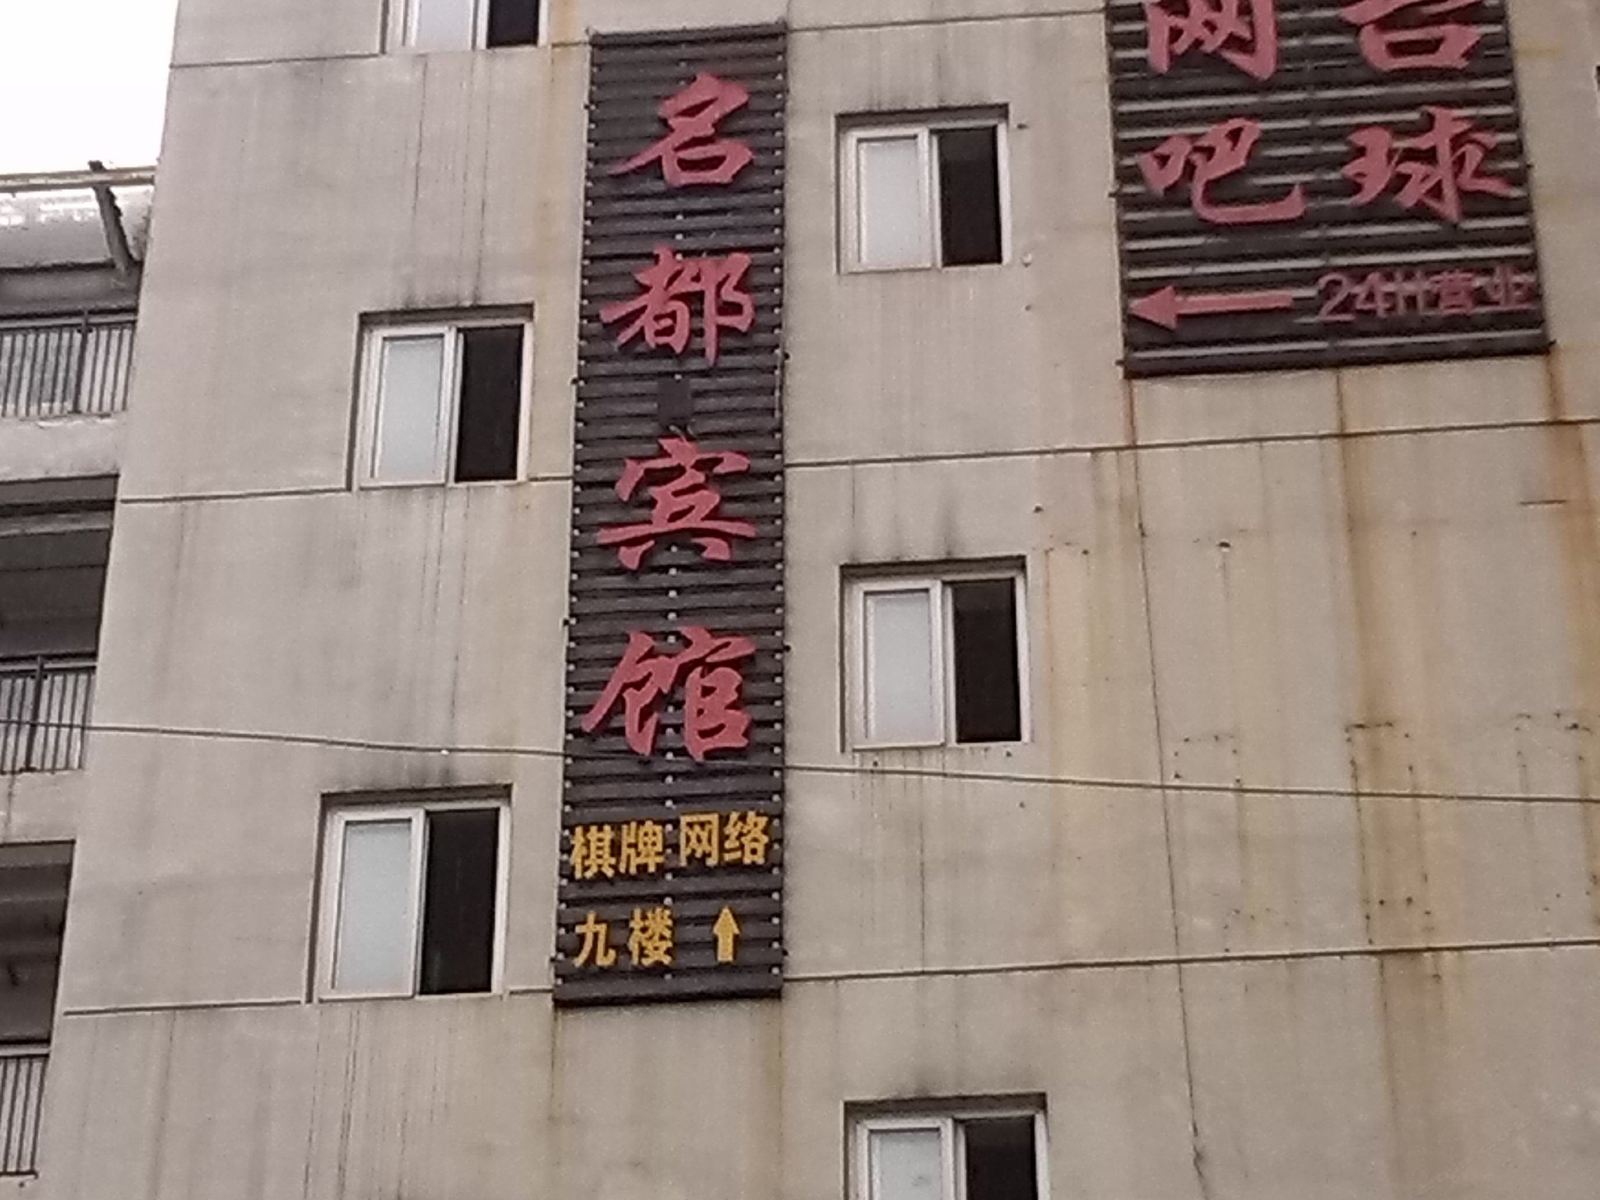 名都宾馆
棋牌 网络
九楼
网吧
台球
24H营业